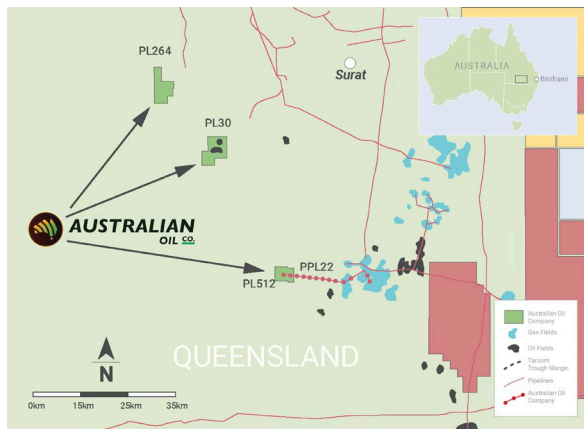 PL264
Surat
PL30
AUSTRALIA
Brisbane
AUSTRALIAN
OIL CO.
PPL22
PL512
QUEENSLAND
N
0km 15km 25km 35km
Australian Oil
Company
Gas Fields
Oil Fields
Taroom
Trough Margin
Pipelines
Australian Oil
Company